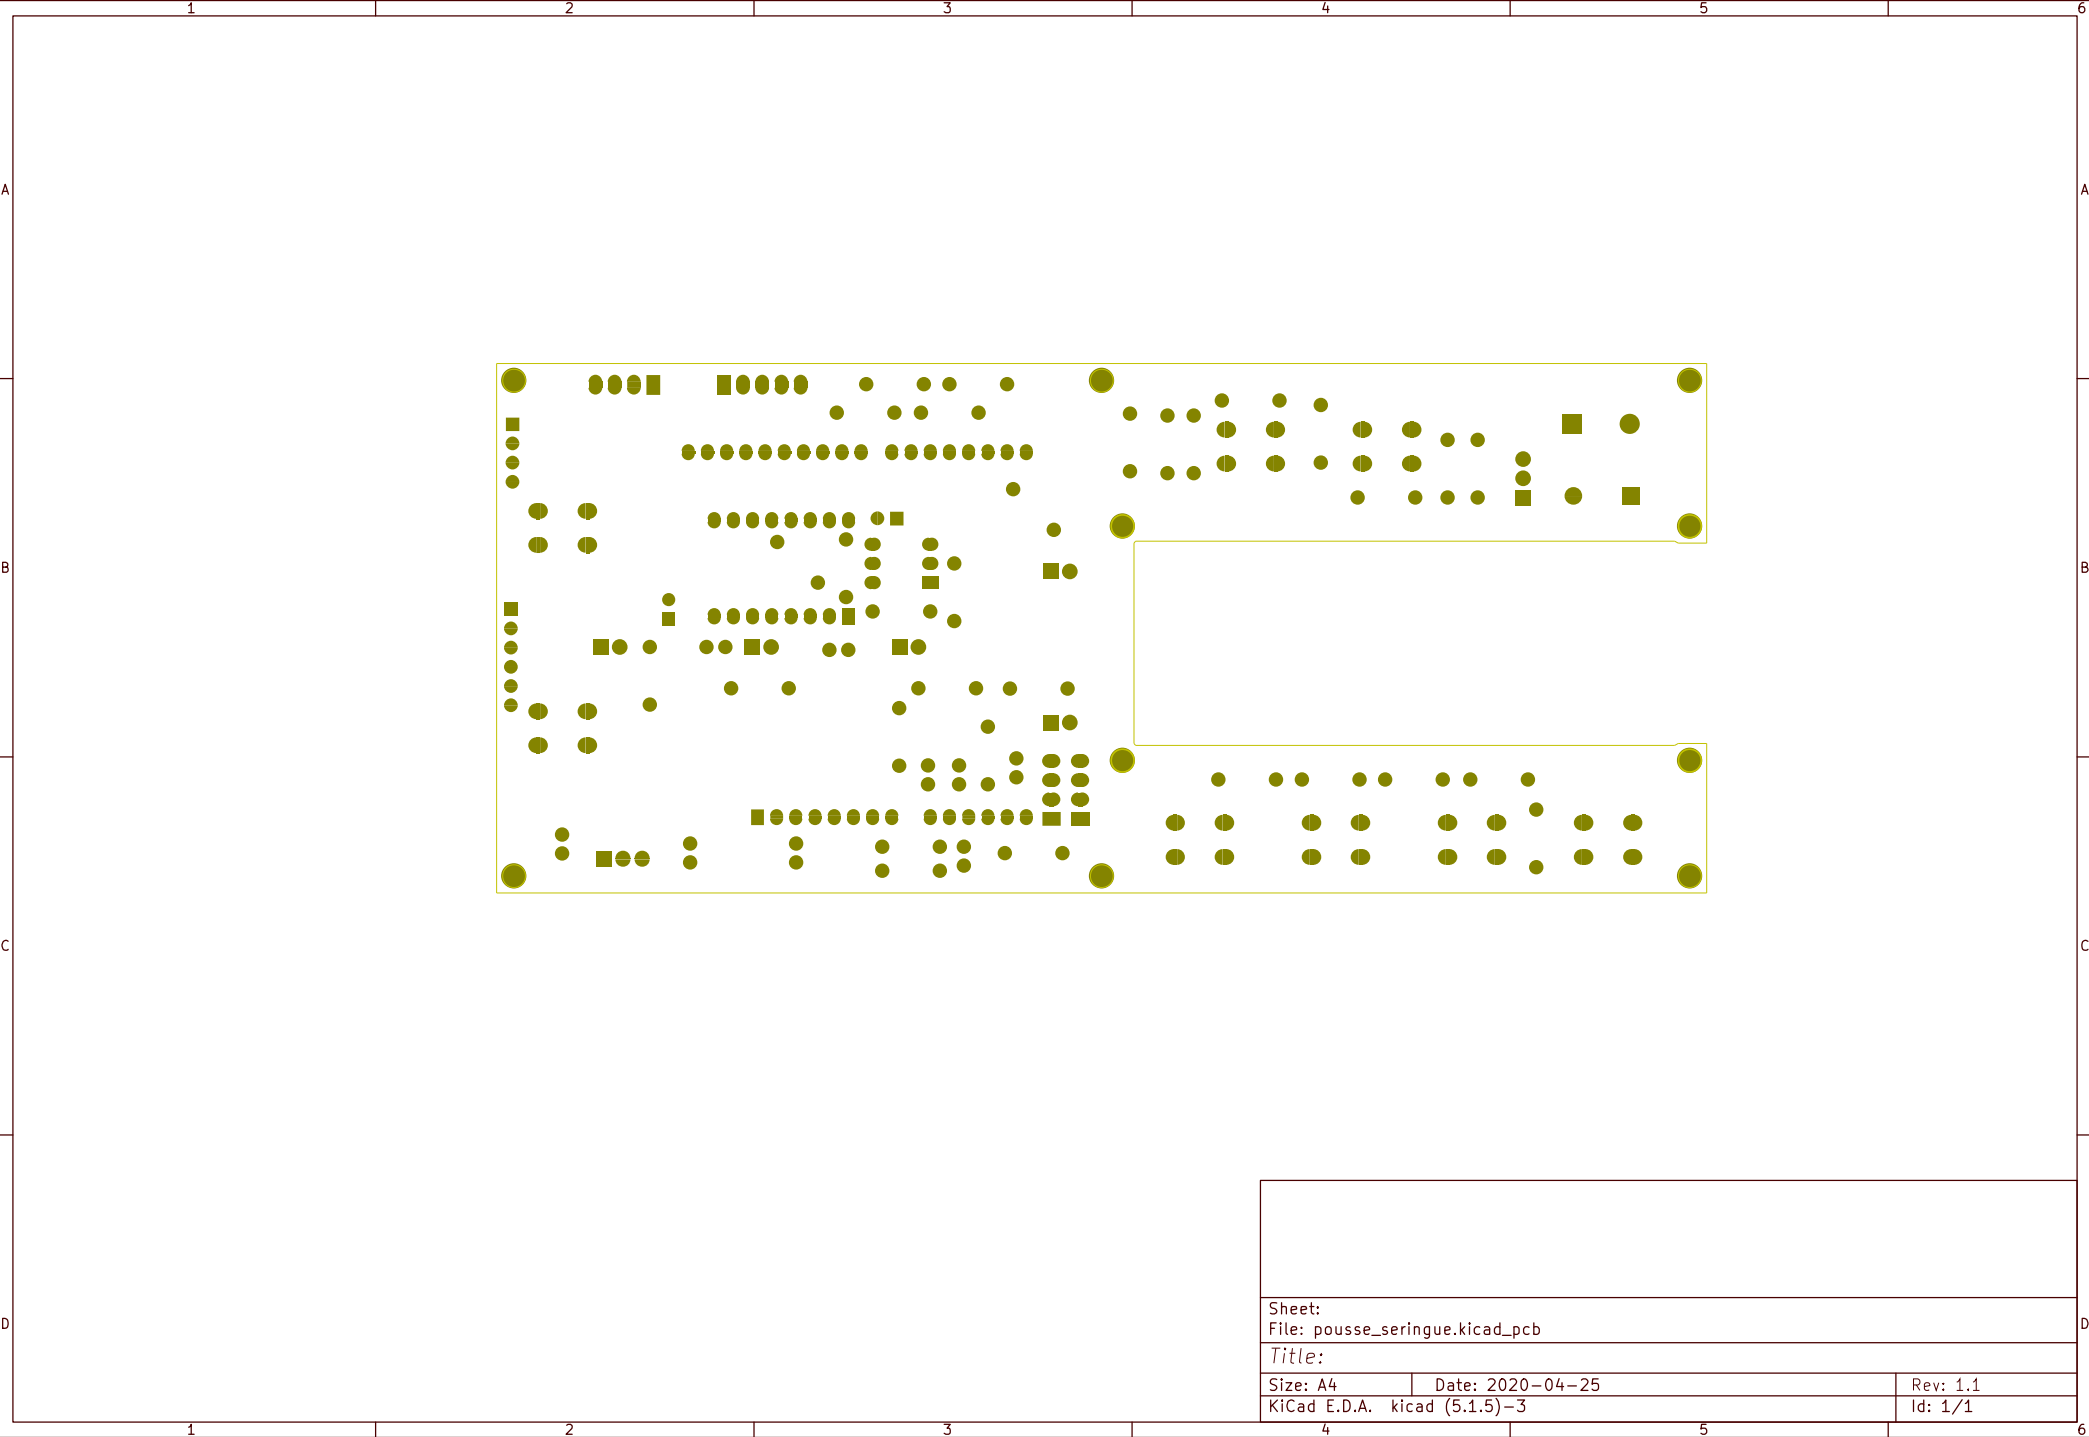 1 2 3 4 5 6
A A
B B
C C
D D
Sheet:
File: pousse_seringue.kicad_pcb
Title:
Size: A4 Date: 2020-04-25 Rev: 1.1
KiCad E.D.A. kicad (5.1.5)-3 Id: 1/1
1 2 3 4 5 6